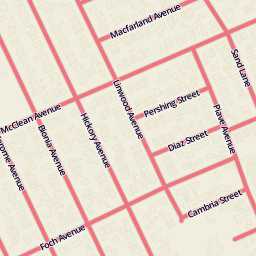 Macfarland Avenue
Sand Lane
Linwood Avenue
Pershing Street
McClean Avenue
Hickory Avenue
Piave Avenue
Bionia Avenue
Diaz Street
Cambria Street
Foch Avenue